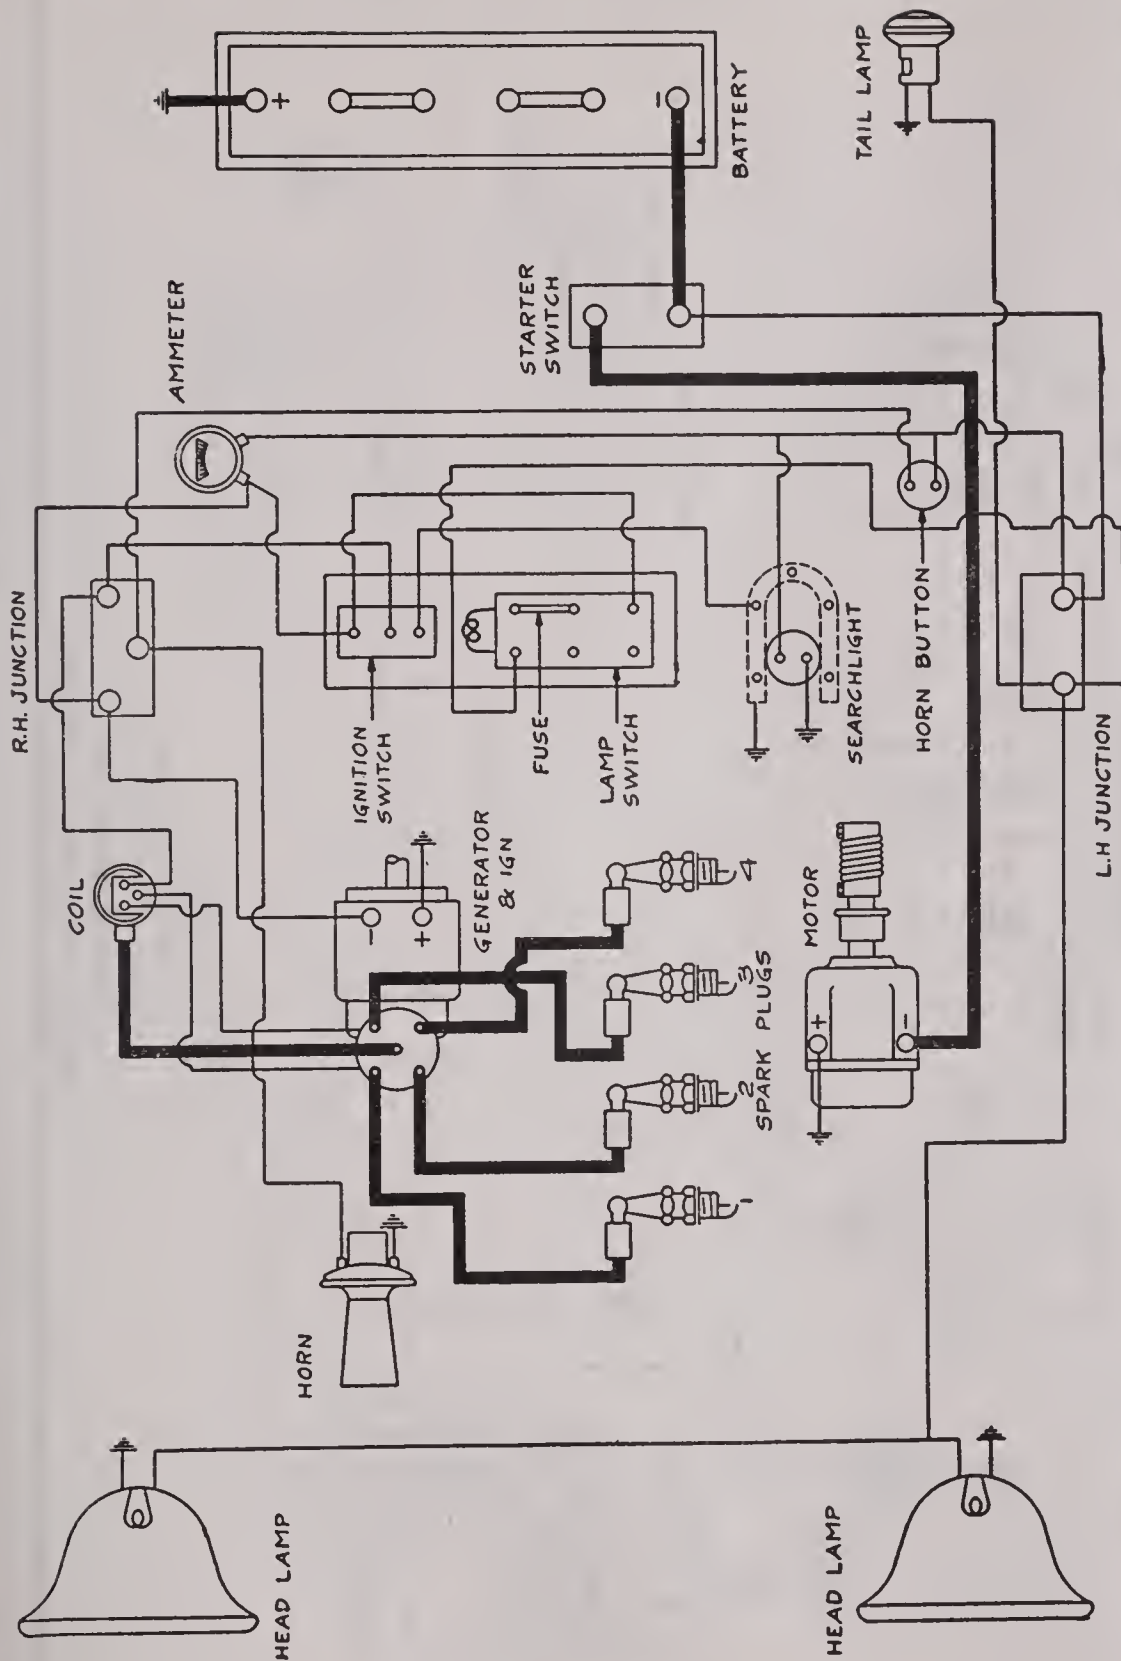 R.H. JUNCTION
COIL
AMMETER
+
-
BATTERY
HEAD LAMP
HORN
-
+
GENERATOR
& IGN
IGNITION
SWITCH
FUSE
LAMP
SWITCH
STARTER
SWITCH
1
2
3
4
SPARK PLUGS
MOTOR
+
-
SEARCHLIGHT
TAIL LAMP
HEAD LAMP
HORN BUTTON
L.H JUNCTION